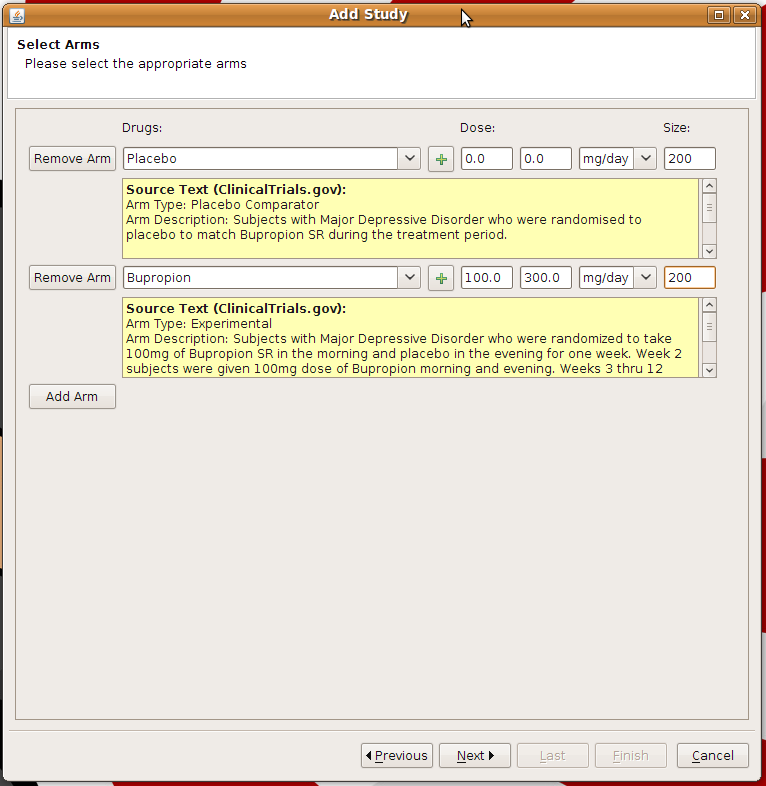 Add Study
Select Arms
Please select the appropriate arms
Drugs: Dose: Size:
Remove Arm Placebo 0.0 0.0 mg/day 200
Source Text (ClinicalTrials.gov):
Arm Type: Placebo Comparator
Arm Description: Subjects with Major Depressive Disorder who were randomised to
placebo to match Bupropion SR during the treatment period.
Remove Arm Bupropion 100.0 300.0 mg/day 200
Source Text (ClinicalTrials.gov):
Arm Type: Experimental
Arm Description: Subjects with Major Depressive Disorder who were randomized to take
100mg of Bupropion SR in the morning and placebo in the evening for one week. Week 2
subjects were given 100mg dose of Bupropion morning and evening. Weeks 3 thru 12
Add Arm
Previous Next Last Finish Cancel